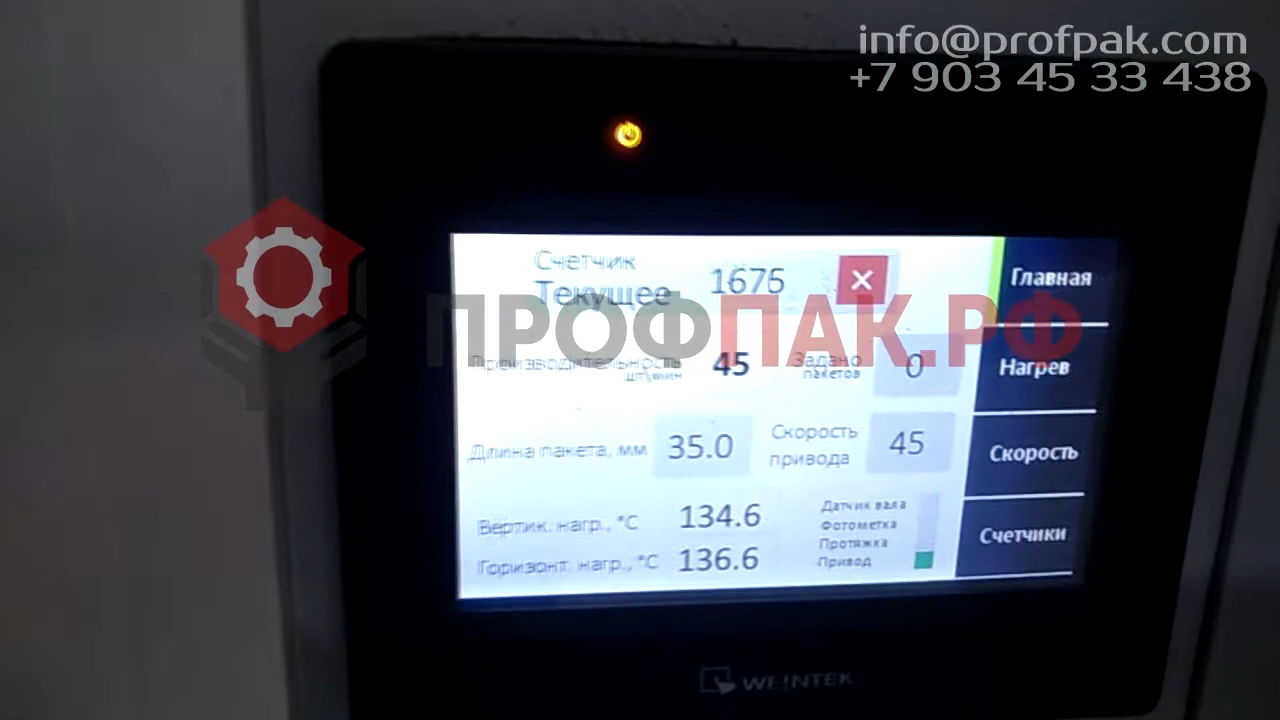 info@profpak.com
+7 903 45 33 438
Счетчик
Текущее 1675
Главная
ПРОФПАК.РФ
Производительность
шт\мин
45
Задано
пакетов
0
Нагрев
Длина пакета, мм 35.0
Скорость
привода
45
Скорость
Вертик. нагр., °C 134.6
Горизонт. нагр., °C 136.6
Датчик вала
Фотометка
Протяжка
Привод
Счетчики
WEINTEK